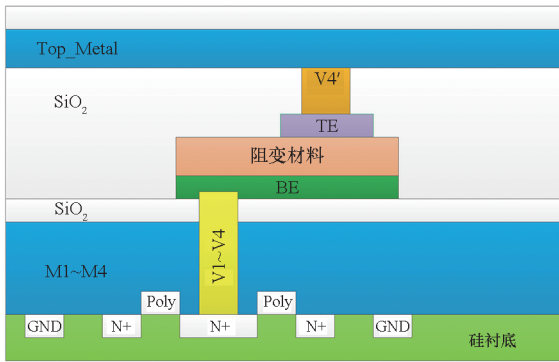 Top_Metal
V4′
SiO₂
TE
阻变材料
BE
SiO₂
V1~V4
M1~M4
Poly
Poly
GND
N+
N+
N+
GND
硅衬底